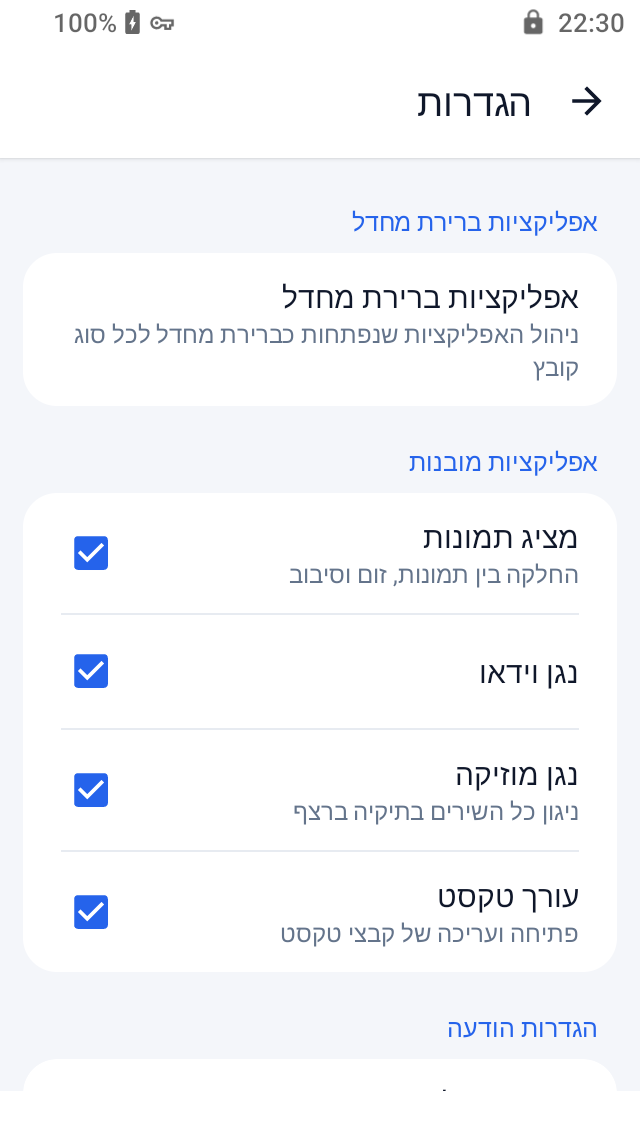 100% 22:30
הגדרות
אפליקציות ברירת מחדל
אפליקציות ברירת מחדל
ניהול האפליקציות שנפתחות כברירת מחדל לכל סוג
קובץ
אפליקציות מובנות
מציג תמונות
החלקה בין תמונות, זום וסיבוב
נגן וידאו
נגן מוזיקה
ניגון כל השירים בתיקיה ברצף
עורך טקסט
פתיחה ועריכה של קבצי טקסט
הגדרות הודעה